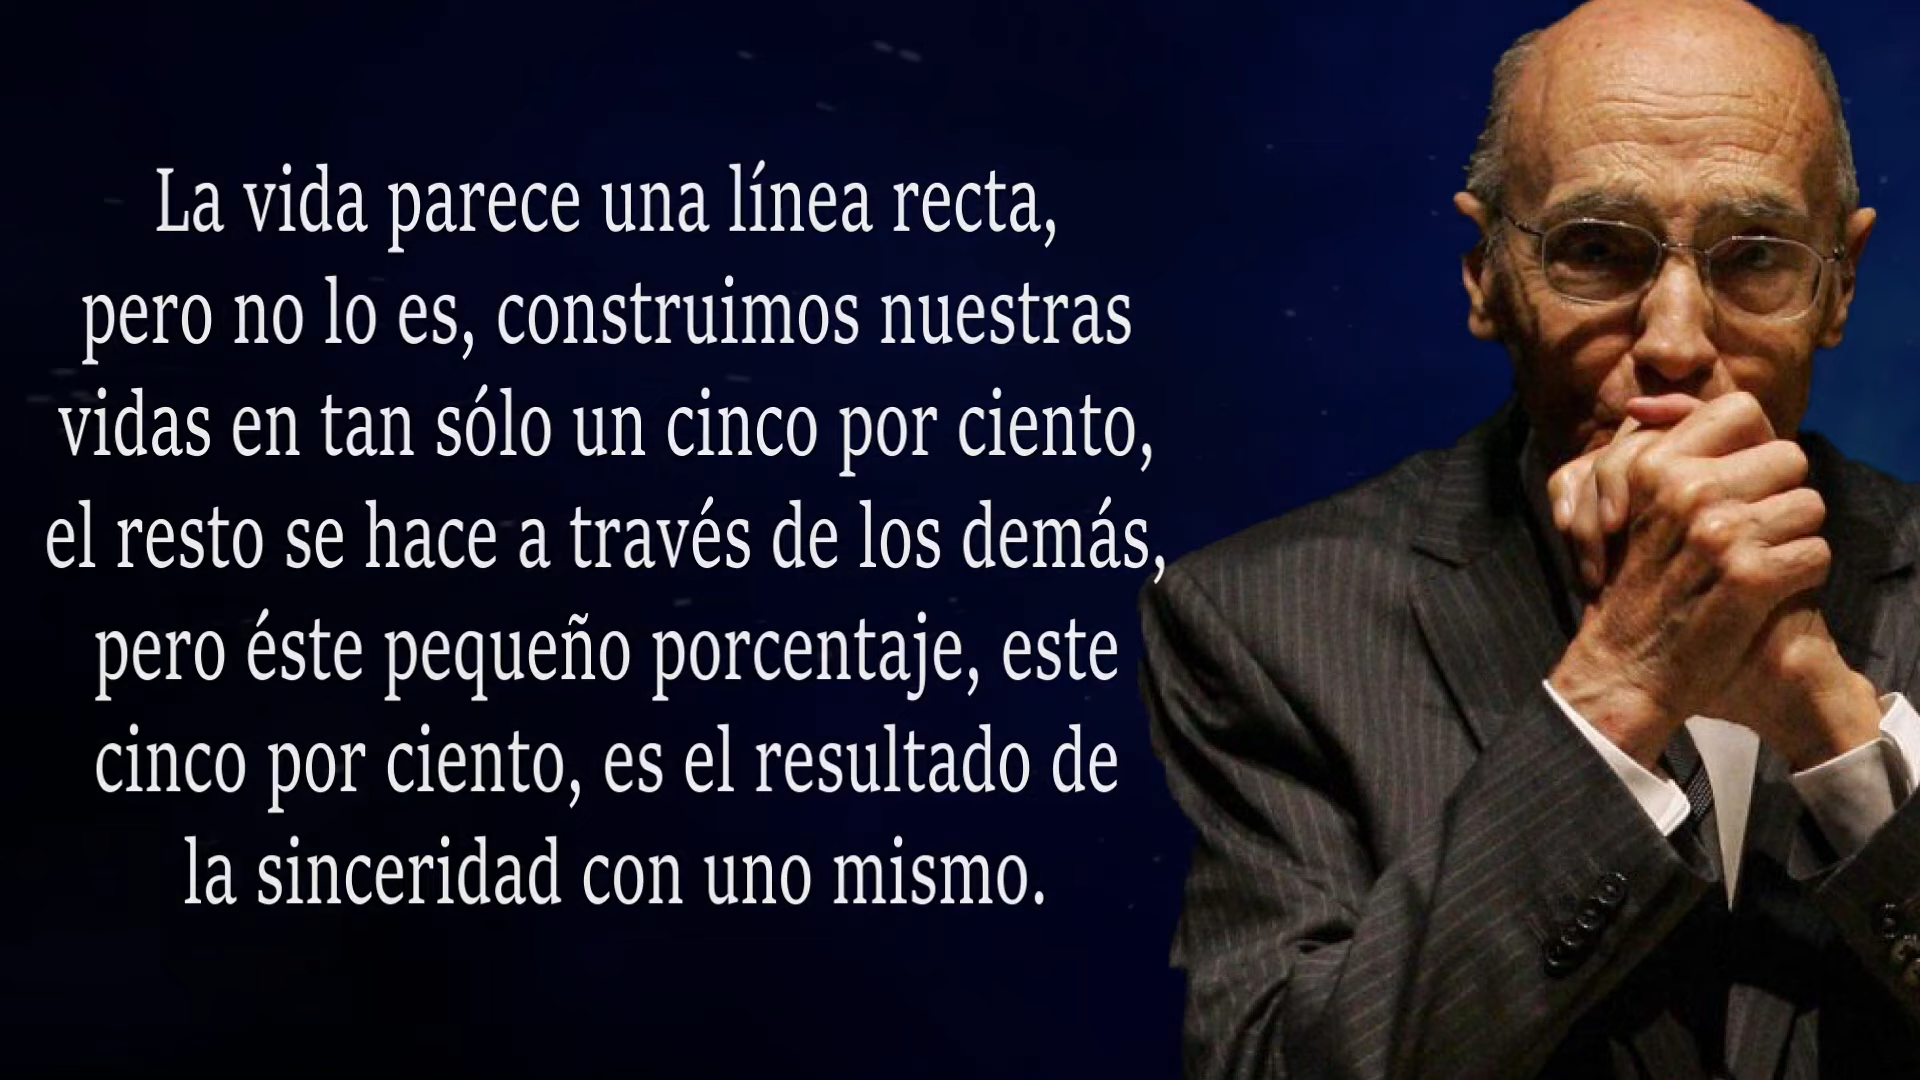 La vida parece una línea recta,
pero no lo es, construimos nuestras
vidas en tan sólo un cinco por ciento,
el resto se hace a través de los demás,
pero éste pequeño porcentaje, este
cinco por ciento, es el resultado de
la sinceridad con uno mismo.